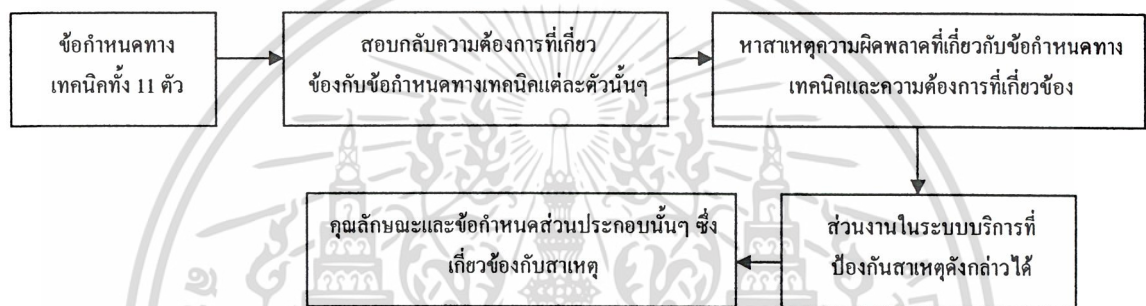 ข้อกำหนดทาง
เทคนิคทั้ง 11 ตัว
สอบกลับความต้องการที่เกี่ยว
ข้องกับข้อกำหนดทางเทคนิคแต่ละตัวนั้นๆ
หาสาเหตุความผิดพลาดที่เกี่ยวกับข้อกำหนดทาง
เทคนิคและความต้องการที่เกี่ยวข้อง
ส่วนงานในระบบบริการที่
ป้องกันสาเหตุดังกล่าวได้
คุณลักษณะและข้อกำหนดส่วนประกอบนั้นๆ ซึ่ง
เกี่ยวข้องกับสาเหตุ